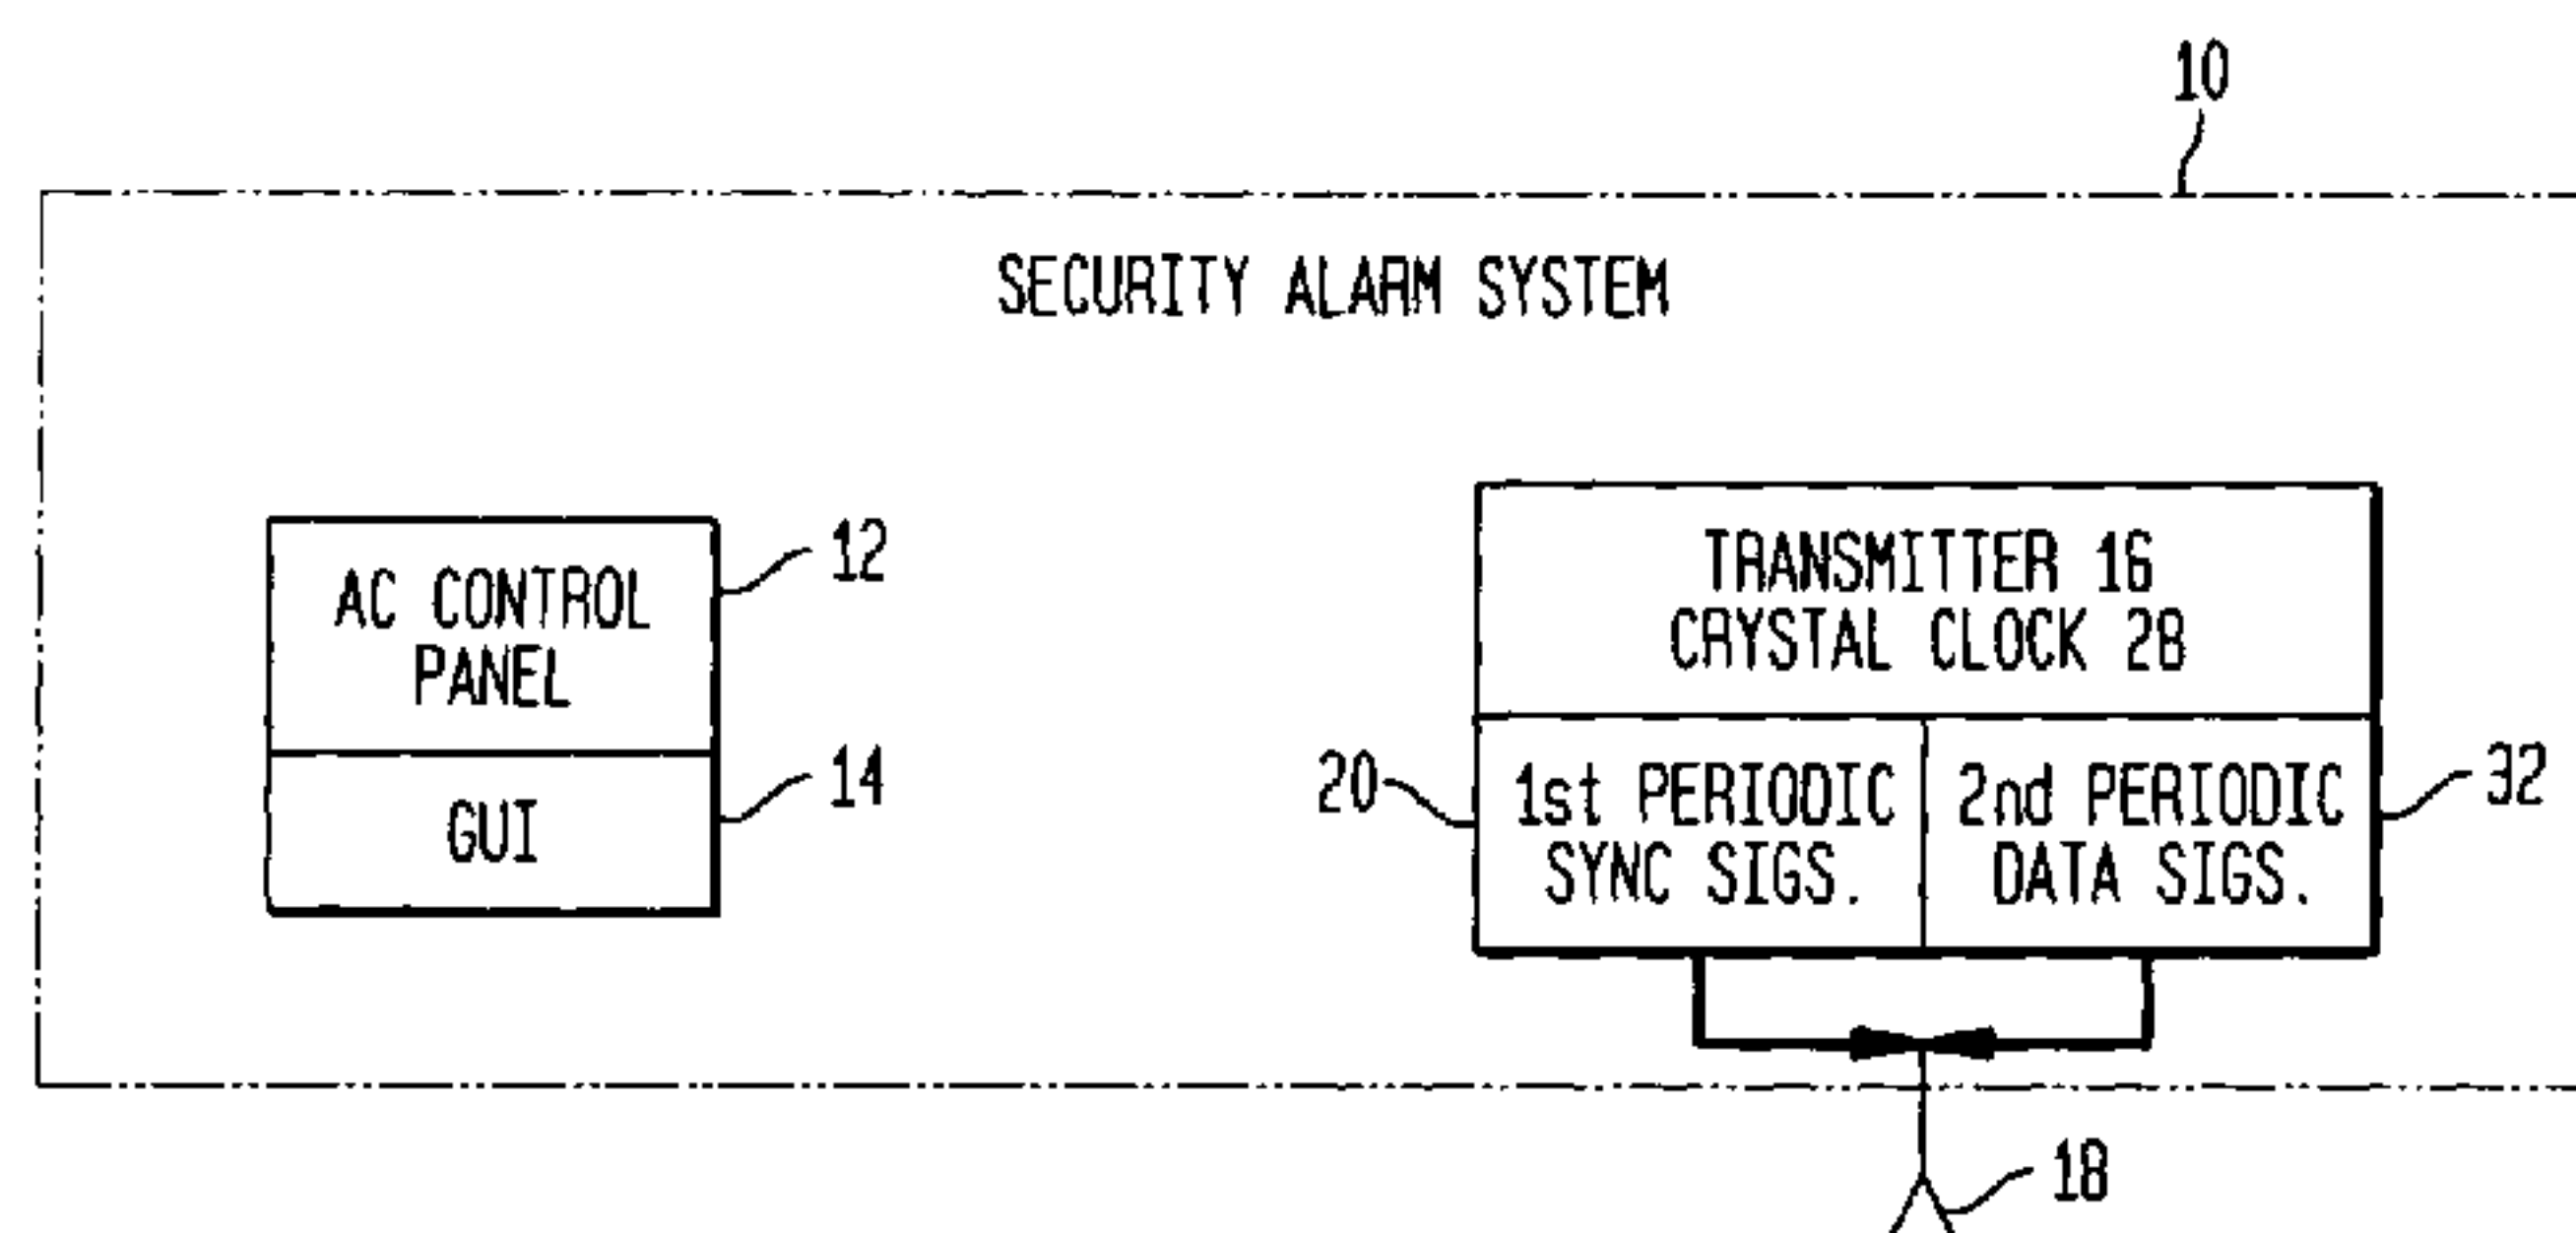 10
SECURITY ALARM SYSTEM
AC CONTROL
PANEL
12
GUI
14
TRANSMITTER 16
CRYSTAL CLOCK 28
20
1st PERIODIC
SYNC SIGS.
2nd PERIODIC
DATA SIGS.
32
18